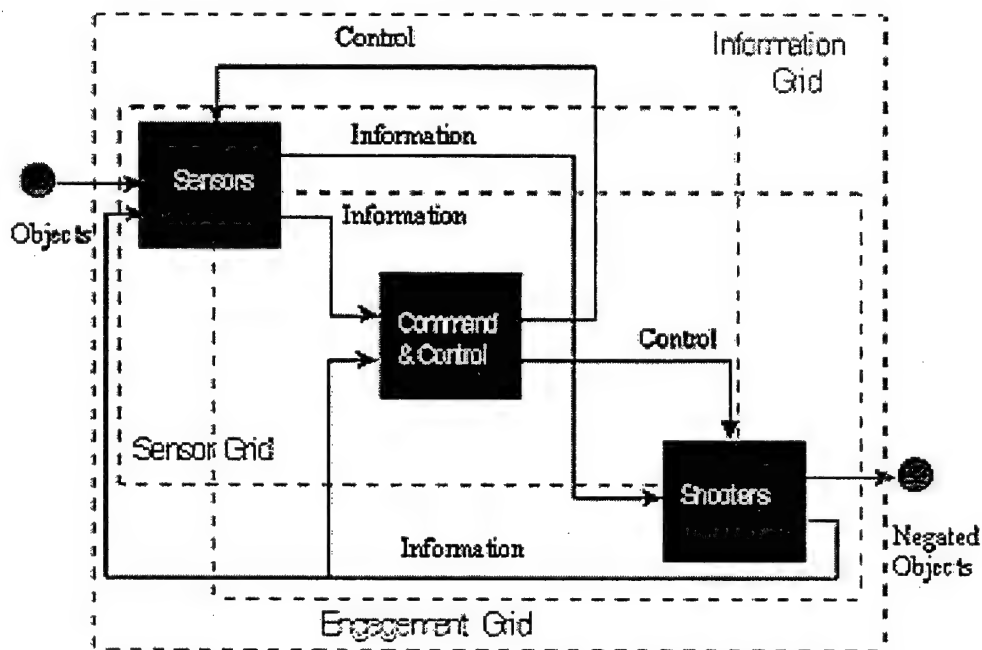 Control
Information
Grid
Information
Sensors
Information
Objects
Command
& Control
Control
Sensor Grid
Shooters
Information
Negated
Objects
Engagement Grid